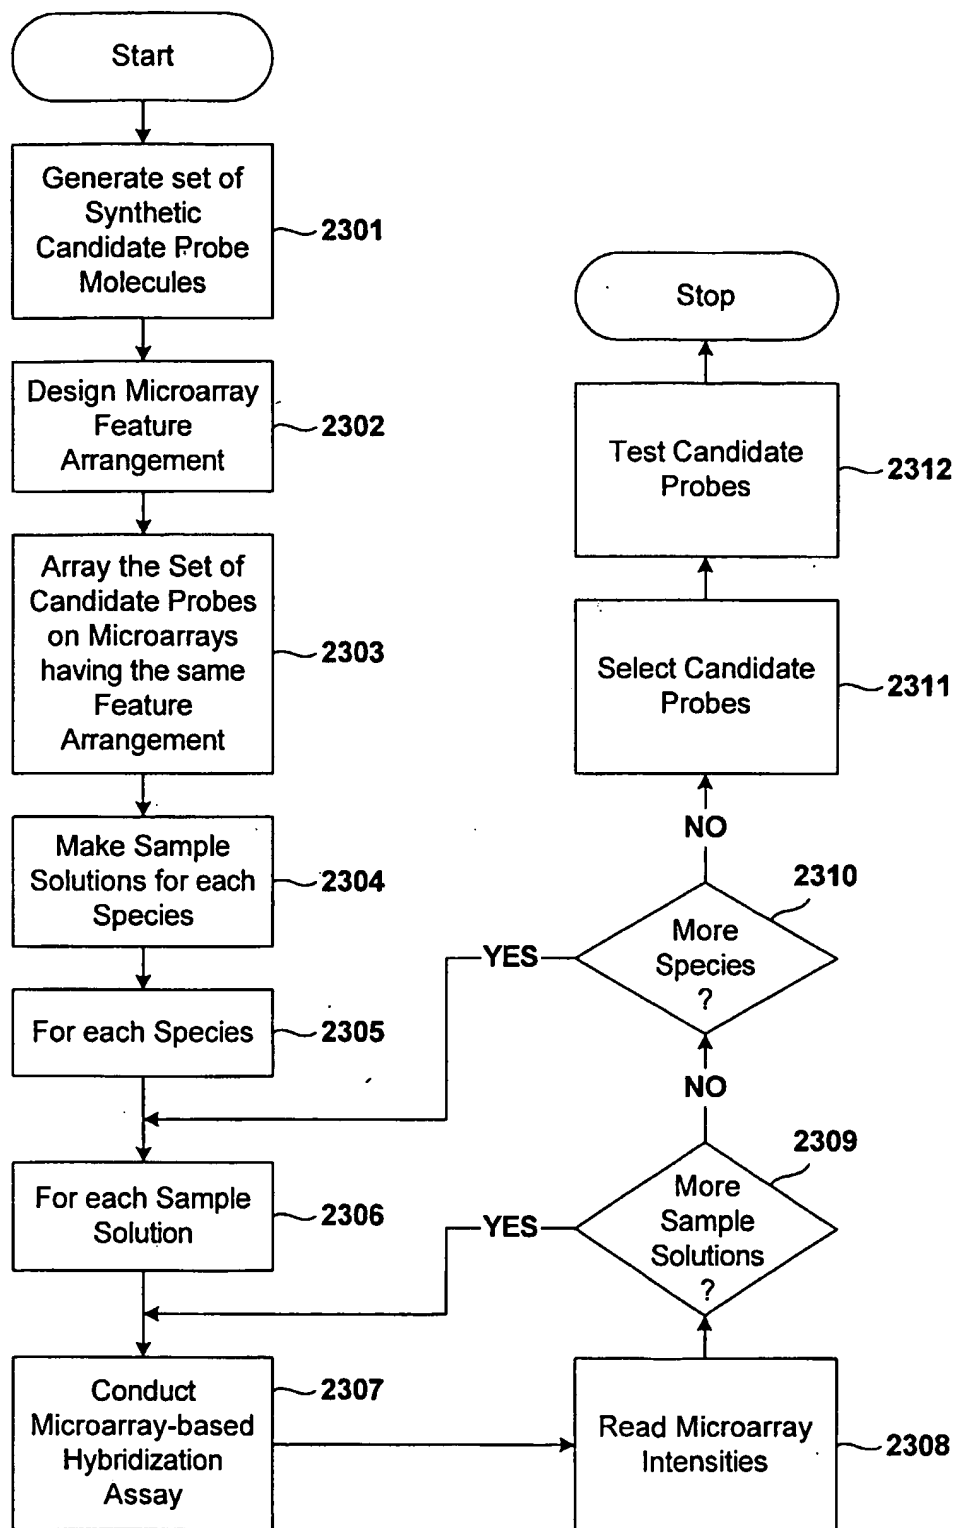 Start
Generate set of
Synthetic
Candidate Probe
Molecules
2301
Design Microarray
Feature
Arrangement
2302
Array the Set of
Candidate Probes
on Microarrays
having the same
Feature
Arrangement
2303
Make Sample
Solutions for each
Species
2304
For each Species
2305
For each Sample
Solution
2306
Conduct
Microarray-based
Hybridization
Assay
2307
Read Microarray
Intensities
2308
More
Sample
Solutions
?
2309
YES
NO
More
Species
?
2310
YES
NO
Select Candidate
Probes
2311
Test Candidate
Probes
2312
Stop